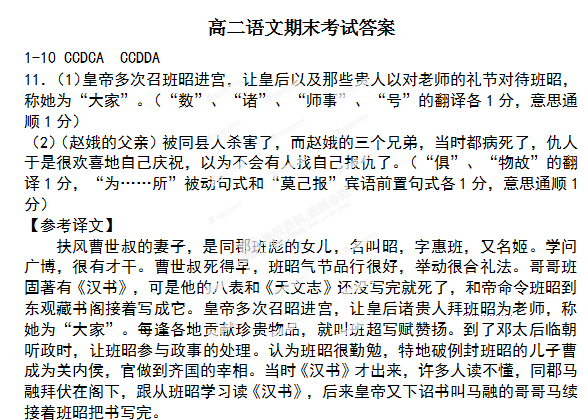 高二语文期末考试答案
1-10 CCDCA CCDDA
11.（1）皇帝多次召班昭进宫，让皇后以及那些贵人以对老师的礼节对待班昭，
称她为“大家”。（“数”、“诸”、“师事”、“号”的翻译各1分，意思通
顺1分）
（2）（赵娥的父亲）被同县人杀害了，而赵娥的三个兄弟，当时都病死了，仇人
于是很欢喜地自己庆祝，以为不会有人找自己报仇了。（“俱”、“物故”的翻
译1分，“为……所”被动句式和“莫己报”宾语前置句式各1分，意思通顺1
分）
【参考译文】
扶风曹世叔的妻子，是同郡班彪的女儿，名叫昭，字惠班，又名姬。学问
广博，很有才干。曹世叔死得早，班昭气节品行很好，举动很合礼法。哥哥班
固著有《汉书》，可是他的八表和《天文志》还没写完就死了，和帝命令班昭到
东观藏书阁接着写成它。皇帝多次召昭进宫，让皇后诸贵人拜班昭为老师，称
她为“大家”。每逢各地贡献珍贵物品，就叫班超写赋赞扬。到了邓太后临朝
听政时，让班昭参与政事的处理。认为班昭很勤勉，特地破例封班昭的儿子曹
成为关内侯，官做到齐国的宰相。当时《汉书》才出来，许多人读不懂，同郡马
融拜伏在阁下，跟从班昭学习读《汉书》，后来皇帝又下诏书叫马融的哥哥马续
接着班昭把书写完。